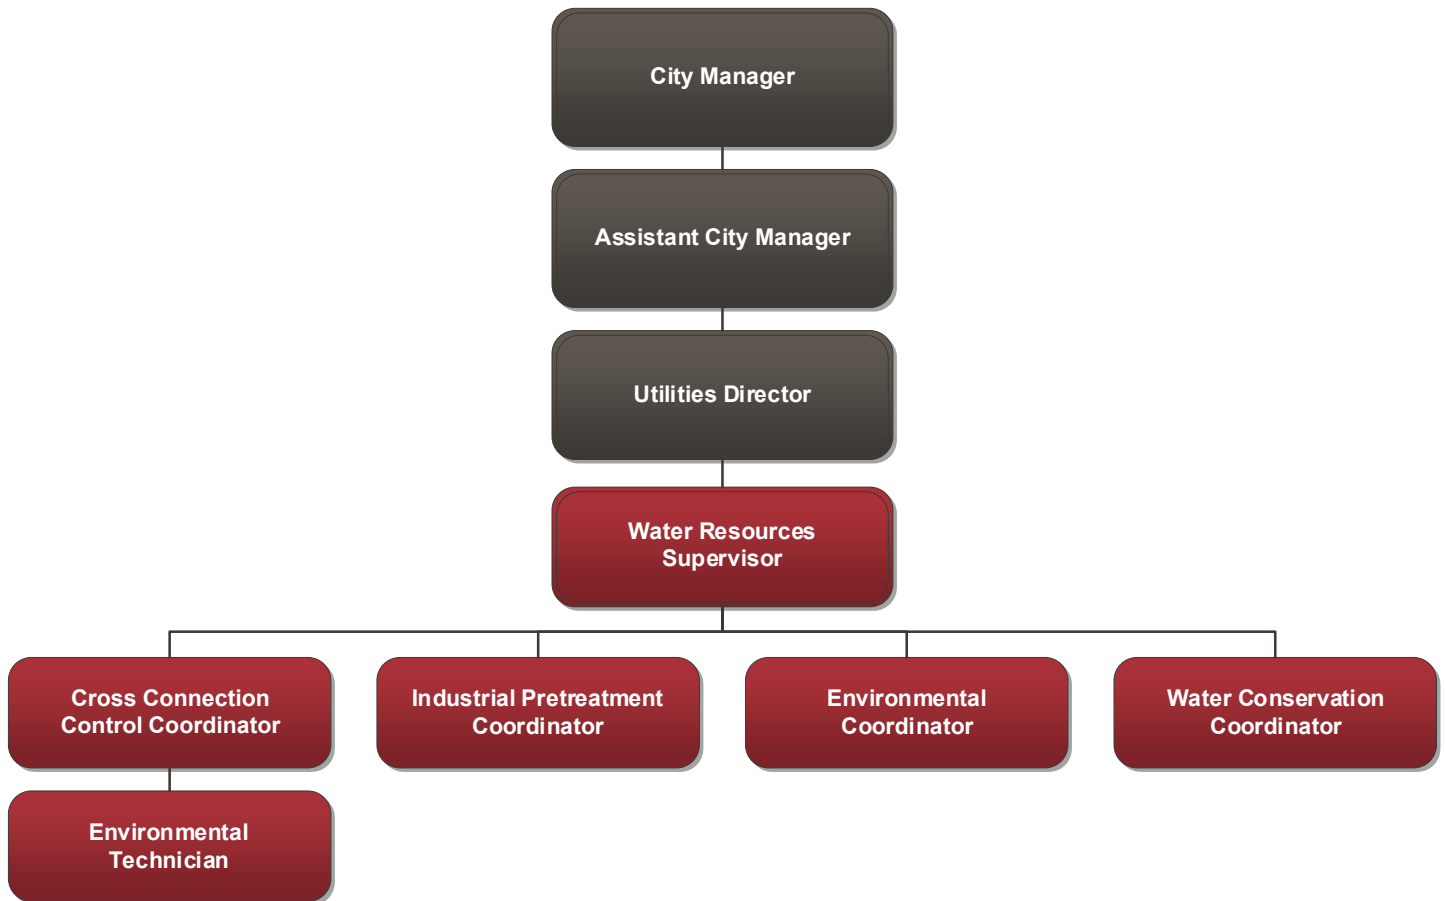 City Manager
Assistant City Manager
Utilities Director
Water Resources
Supervisor
Cross Connection
Control Coordinator
Industrial Pretreatment
Coordinator
Environmental
Coordinator
Water Conservation
Coordinator
Environmental
Technician